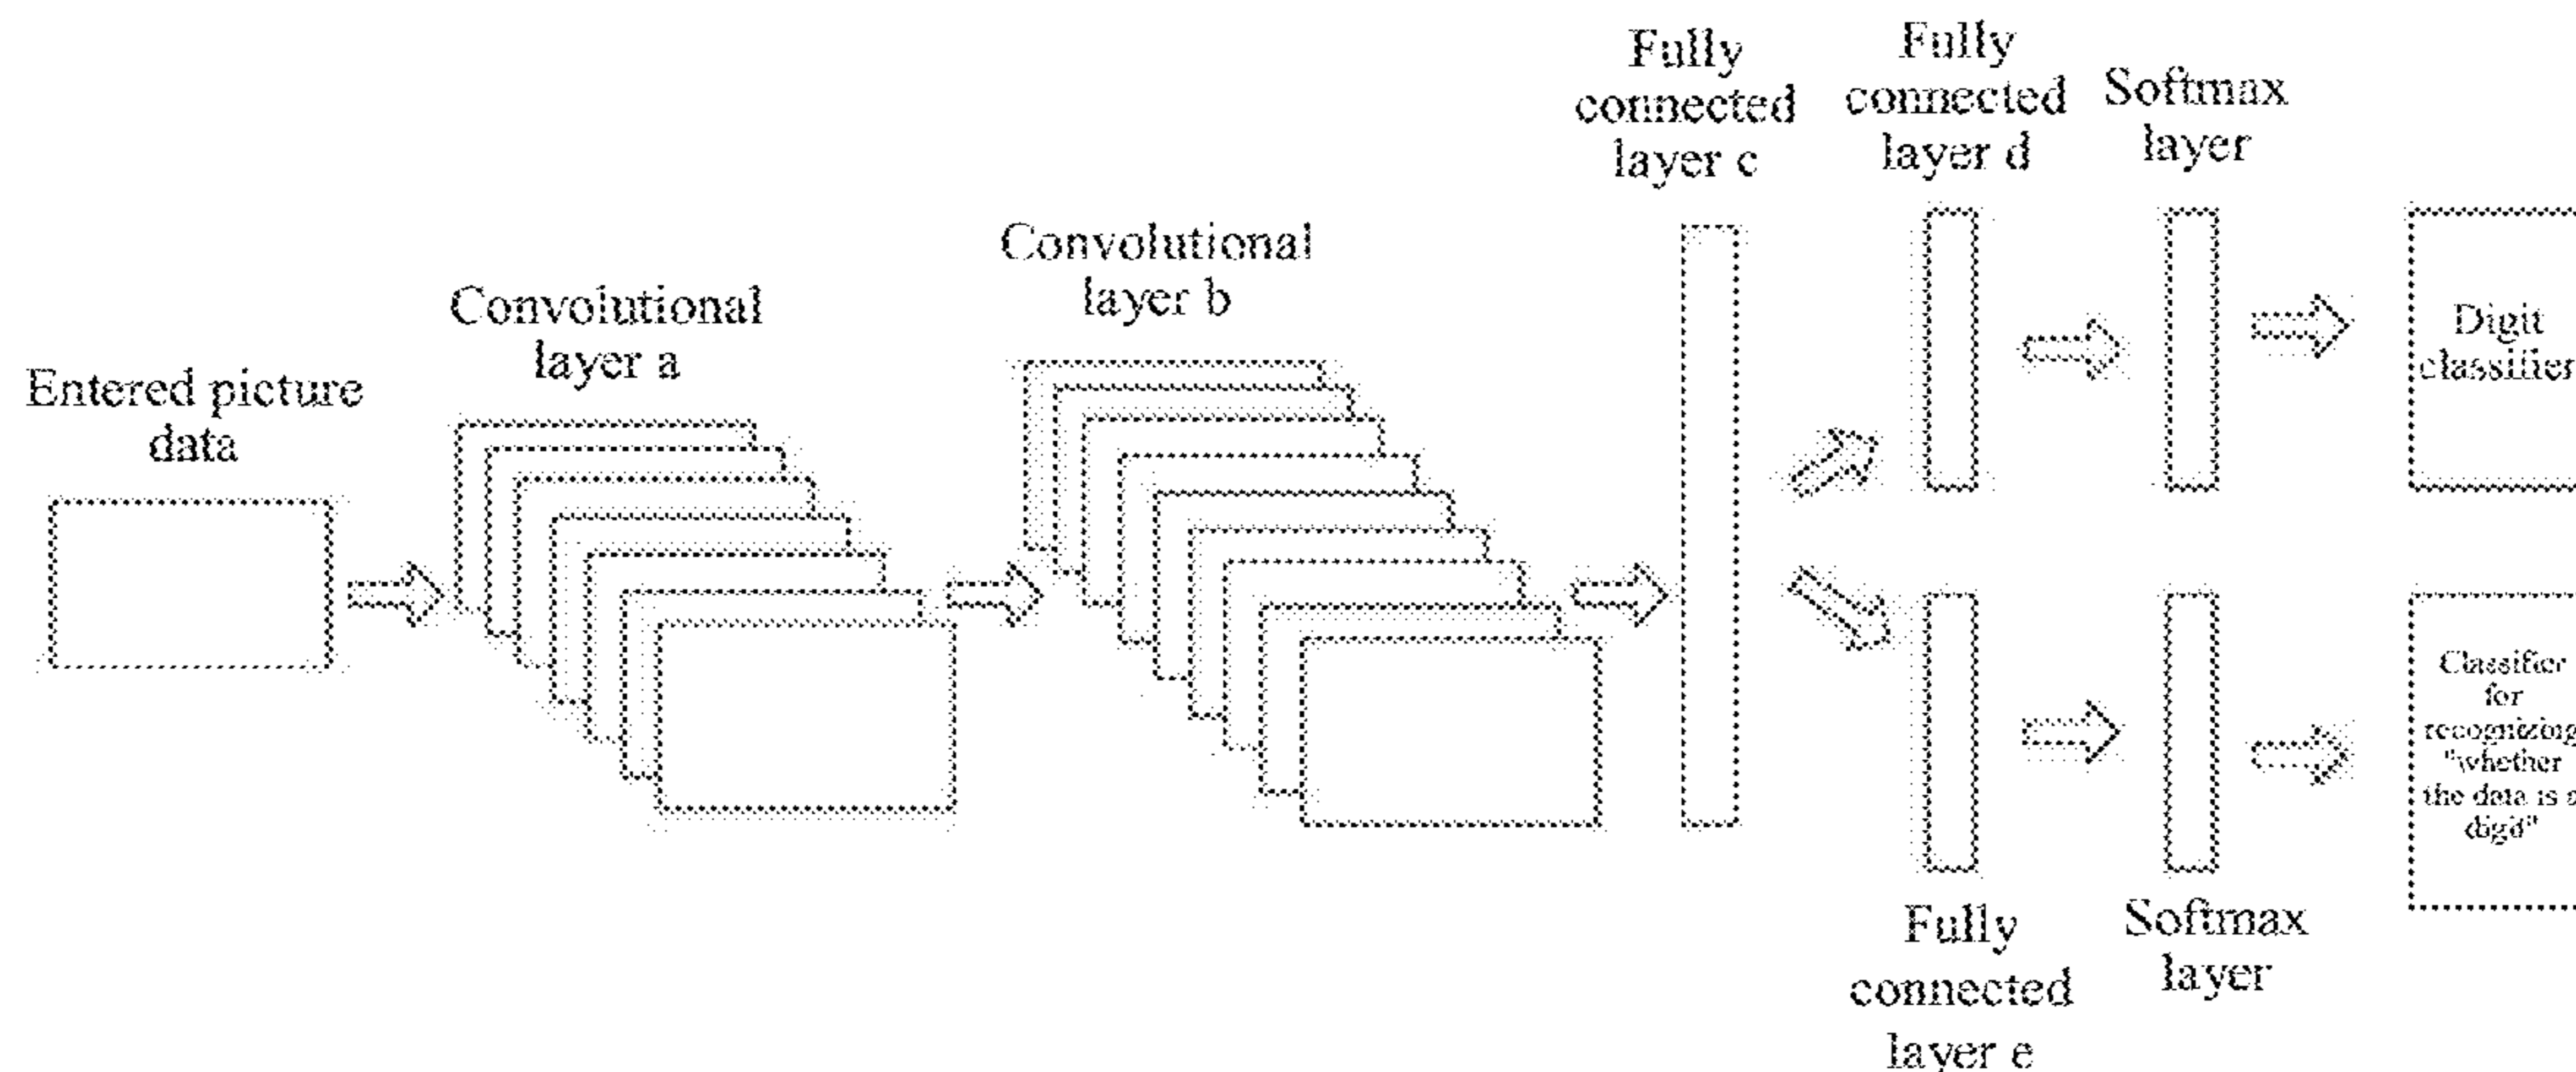 Entered picture
data
Convolutional
layer a
Convolutional
layer b
Fully
connected
layer c
Fully
connected
layer d
Softmax
layer
Digit
classifier
Fully
connected
layer e
Softmax
layer
Classifier
for
recognizing
"whether
the data is a
digit"